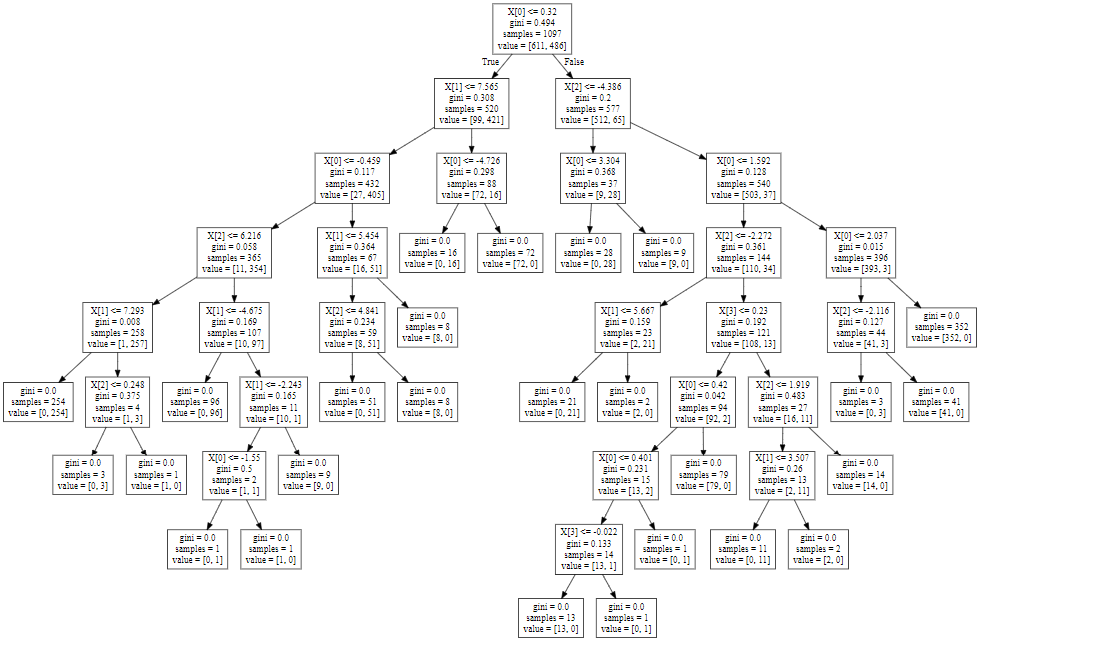 X[0] <= 0.32
gini = 0.494
samples = 1097
value = [611, 486]
True
False
X[1] <= 7.565
gini = 0.308
samples = 520
value = [99, 421]
X[2] <= -4.386
gini = 0.2
samples = 577
value = [512, 65]
X[0] <= -0.459
gini = 0.117
samples = 432
value = [27, 405]
X[0] <= -4.726
gini = 0.298
samples = 88
value = [72, 16]
X[0] <= 3.304
gini = 0.368
samples = 37
value = [9, 28]
X[0] <= 1.592
gini = 0.128
samples = 540
value = [503, 37]
X[2] <= 6.216
gini = 0.058
samples = 365
value = [11, 354]
X[1] <= 5.454
gini = 0.364
samples = 67
value = [16, 51]
gini = 0.0
samples = 16
value = [0, 16]
gini = 0.0
samples = 72
value = [72, 0]
gini = 0.0
samples = 28
value = [0, 28]
gini = 0.0
samples = 9
value = [9, 0]
X[2] <= -2.272
gini = 0.361
samples = 144
value = [110, 34]
X[0] <= 2.037
gini = 0.015
samples = 396
value = [393, 3]
X[1] <= 7.293
gini = 0.008
samples = 258
value = [1, 257]
X[1] <= -4.675
gini = 0.169
samples = 107
value = [10, 97]
X[2] <= 4.841
gini = 0.234
samples = 59
value = [8, 51]
gini = 0.0
samples = 8
value = [8, 0]
X[1] <= 5.667
gini = 0.159
samples = 23
value = [2, 21]
X[3] <= 0.23
gini = 0.192
samples = 121
value = [108, 13]
X[2] <= -2.116
gini = 0.127
samples = 44
value = [41, 3]
gini = 0.0
samples = 352
value = [352, 0]
gini = 0.0
samples = 254
value = [0, 254]
X[2] <= 0.248
gini = 0.375
samples = 4
value = [1, 3]
gini = 0.0
samples = 96
value = [0, 96]
X[1] <= -2.243
gini = 0.165
samples = 11
value = [10, 1]
gini = 0.0
samples = 51
value = [0, 51]
gini = 0.0
samples = 8
value = [8, 0]
gini = 0.0
samples = 21
value = [0, 21]
gini = 0.0
samples = 2
value = [2, 0]
X[0] <= 0.42
gini = 0.042
samples = 94
value = [92, 2]
X[2] <= 1.919
gini = 0.483
samples = 27
value = [16, 11]
gini = 0.0
samples = 3
value = [0, 3]
gini = 0.0
samples = 41
value = [41, 0]
gini = 0.0
samples = 3
value = [0, 3]
gini = 0.0
samples = 1
value = [1, 0]
X[0] <= -1.55
gini = 0.5
samples = 2
value = [1, 1]
gini = 0.0
samples = 9
value = [9, 0]
X[0] <= 0.401
gini = 0.231
samples = 15
value = [13, 2]
gini = 0.0
samples = 79
value = [79, 0]
X[1] <= 3.507
gini = 0.26
samples = 13
value = [2, 11]
gini = 0.0
samples = 14
value = [14, 0]
gini = 0.0
samples = 1
value = [0, 1]
gini = 0.0
samples = 1
value = [1, 0]
X[3] <= -0.022
gini = 0.133
samples = 14
value = [13, 1]
gini = 0.0
samples = 1
value = [0, 1]
gini = 0.0
samples = 11
value = [0, 11]
gini = 0.0
samples = 2
value = [2, 0]
gini = 0.0
samples = 13
value = [13, 0]
gini = 0.0
samples = 1
value = [0, 1]